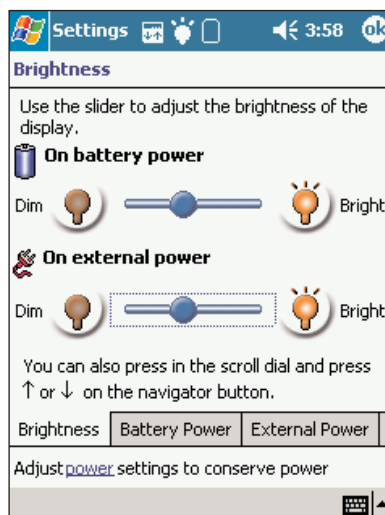 Settings 3:58 ok
Brightness
Use the slider to adjust the brightness of the
display.
On battery power
Dim Bright
On external power
Dim Bright
You can also press in the scroll dial and press
↑ or ↓ on the navigator button.
Brightness Battery Power External Power
Adjust power settings to conserve power